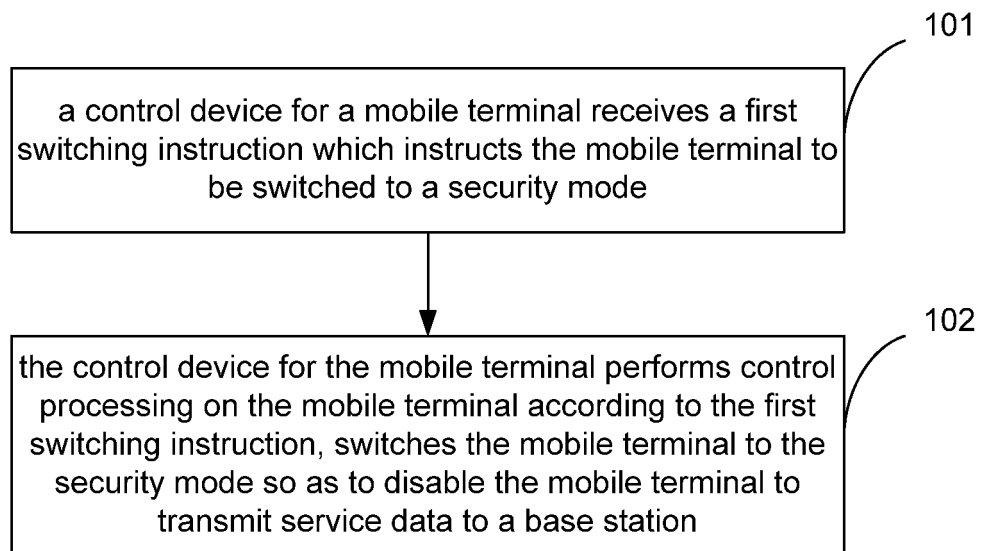 101
a control device for a mobile terminal receives a first
switching instruction which instructs the mobile terminal to
be switched to a security mode
102
the control device for the mobile terminal performs control
processing on the mobile terminal according to the first
switching instruction, switches the mobile terminal to the
security mode so as to disable the mobile terminal to
transmit service data to a base station